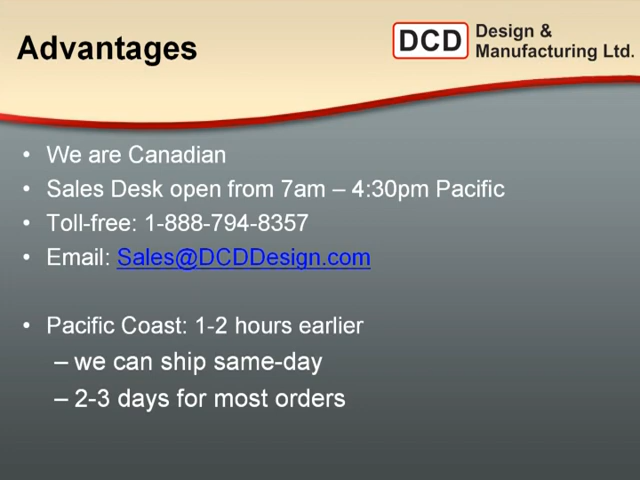 Advantages
DCD Design &
Manufacturing Ltd.
• We are Canadian
• Sales Desk open from 7am – 4:30pm Pacific
• Toll-free: 1-888-794-8357
• Email: Sales@DCDDesign.com
• Pacific Coast: 1-2 hours earlier
– we can ship same-day
– 2-3 days for most orders